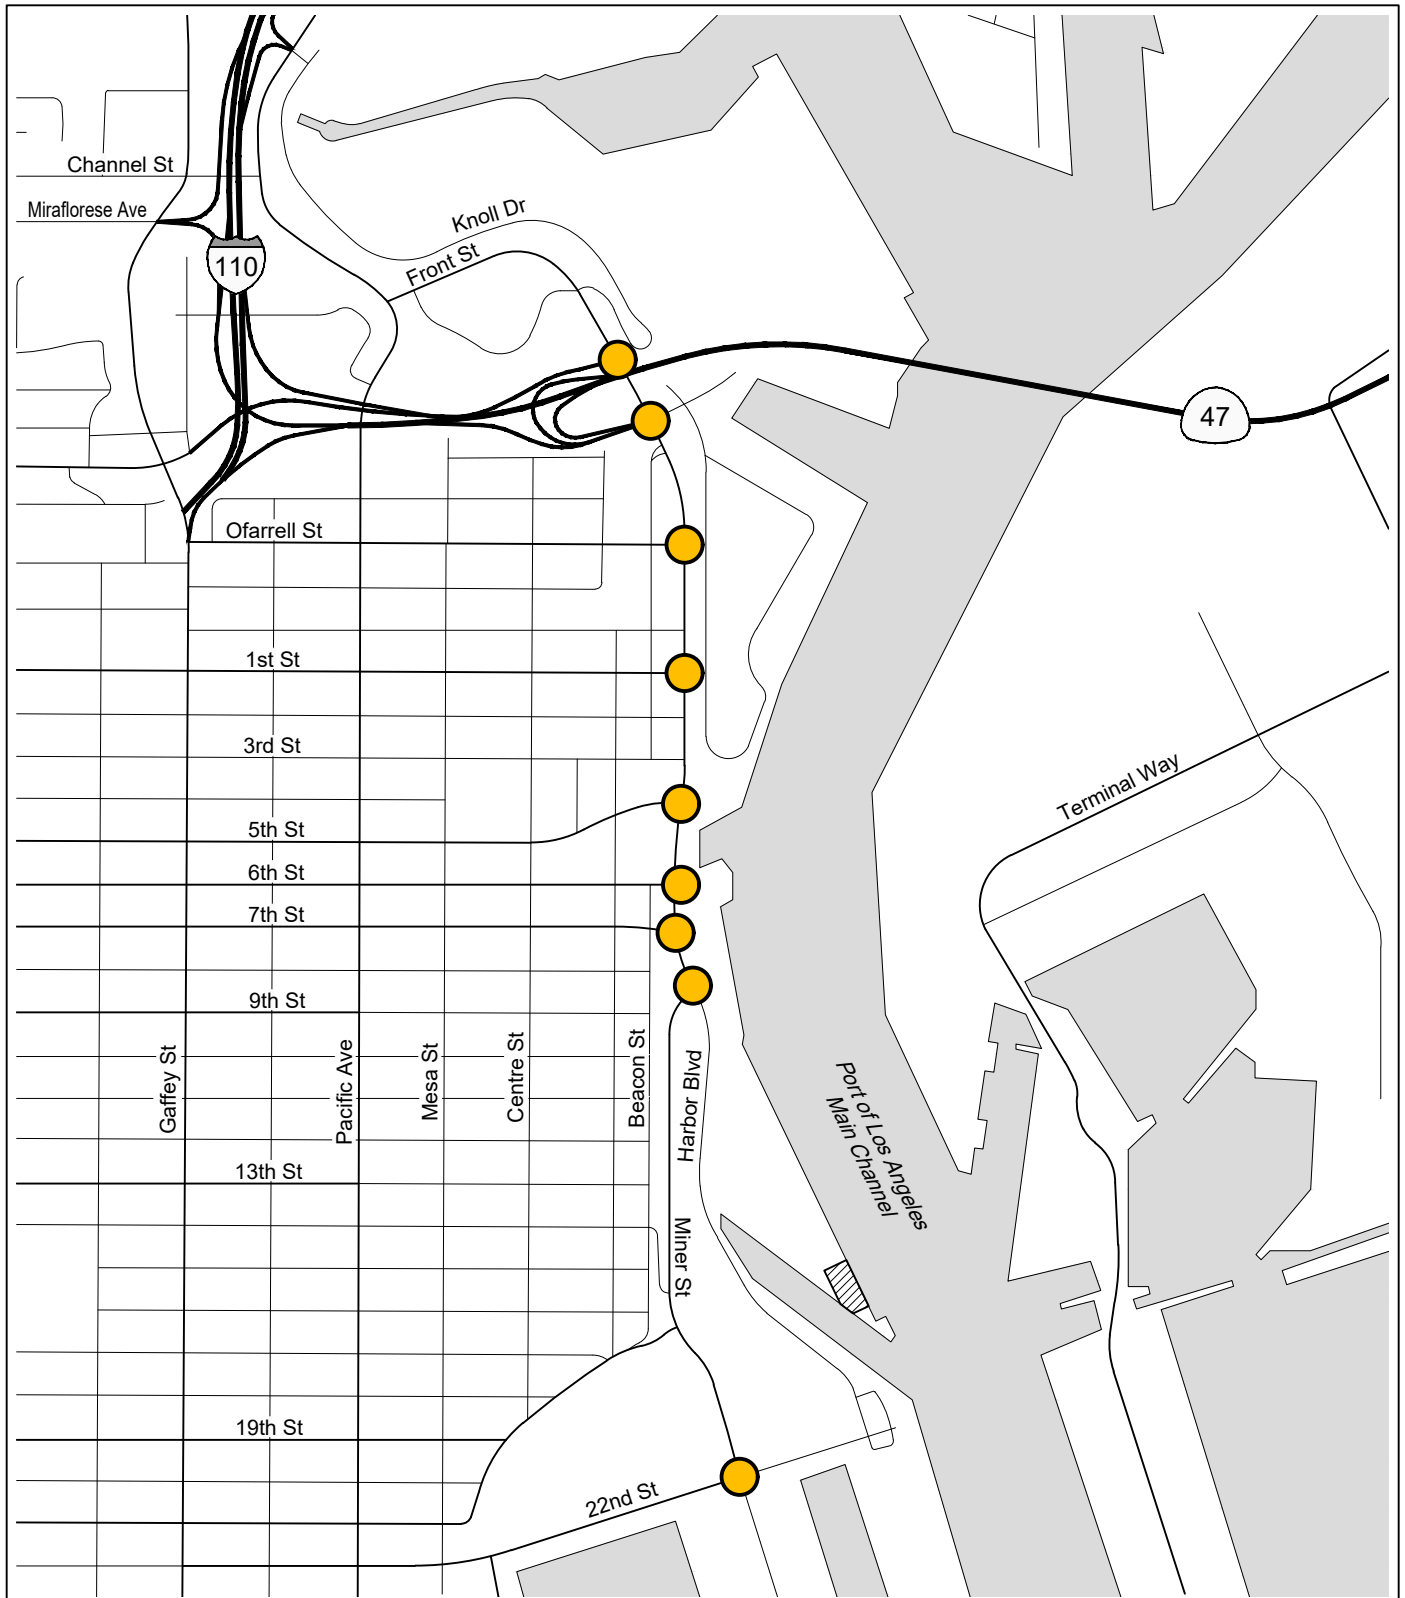 Channel St
Miraflorese Ave
Knoll Dr
Front St
110
47
Ofarrell St
1st St
3rd St
Terminal Way
5th St
6th St
7th St
9th St
Gaffey St
Pacific Ave
Mesa St
Centre St
Beacon St
Harbor Blvd
Port of Los Angeles
Main Channel
13th St
Miner St
19th St
22nd St